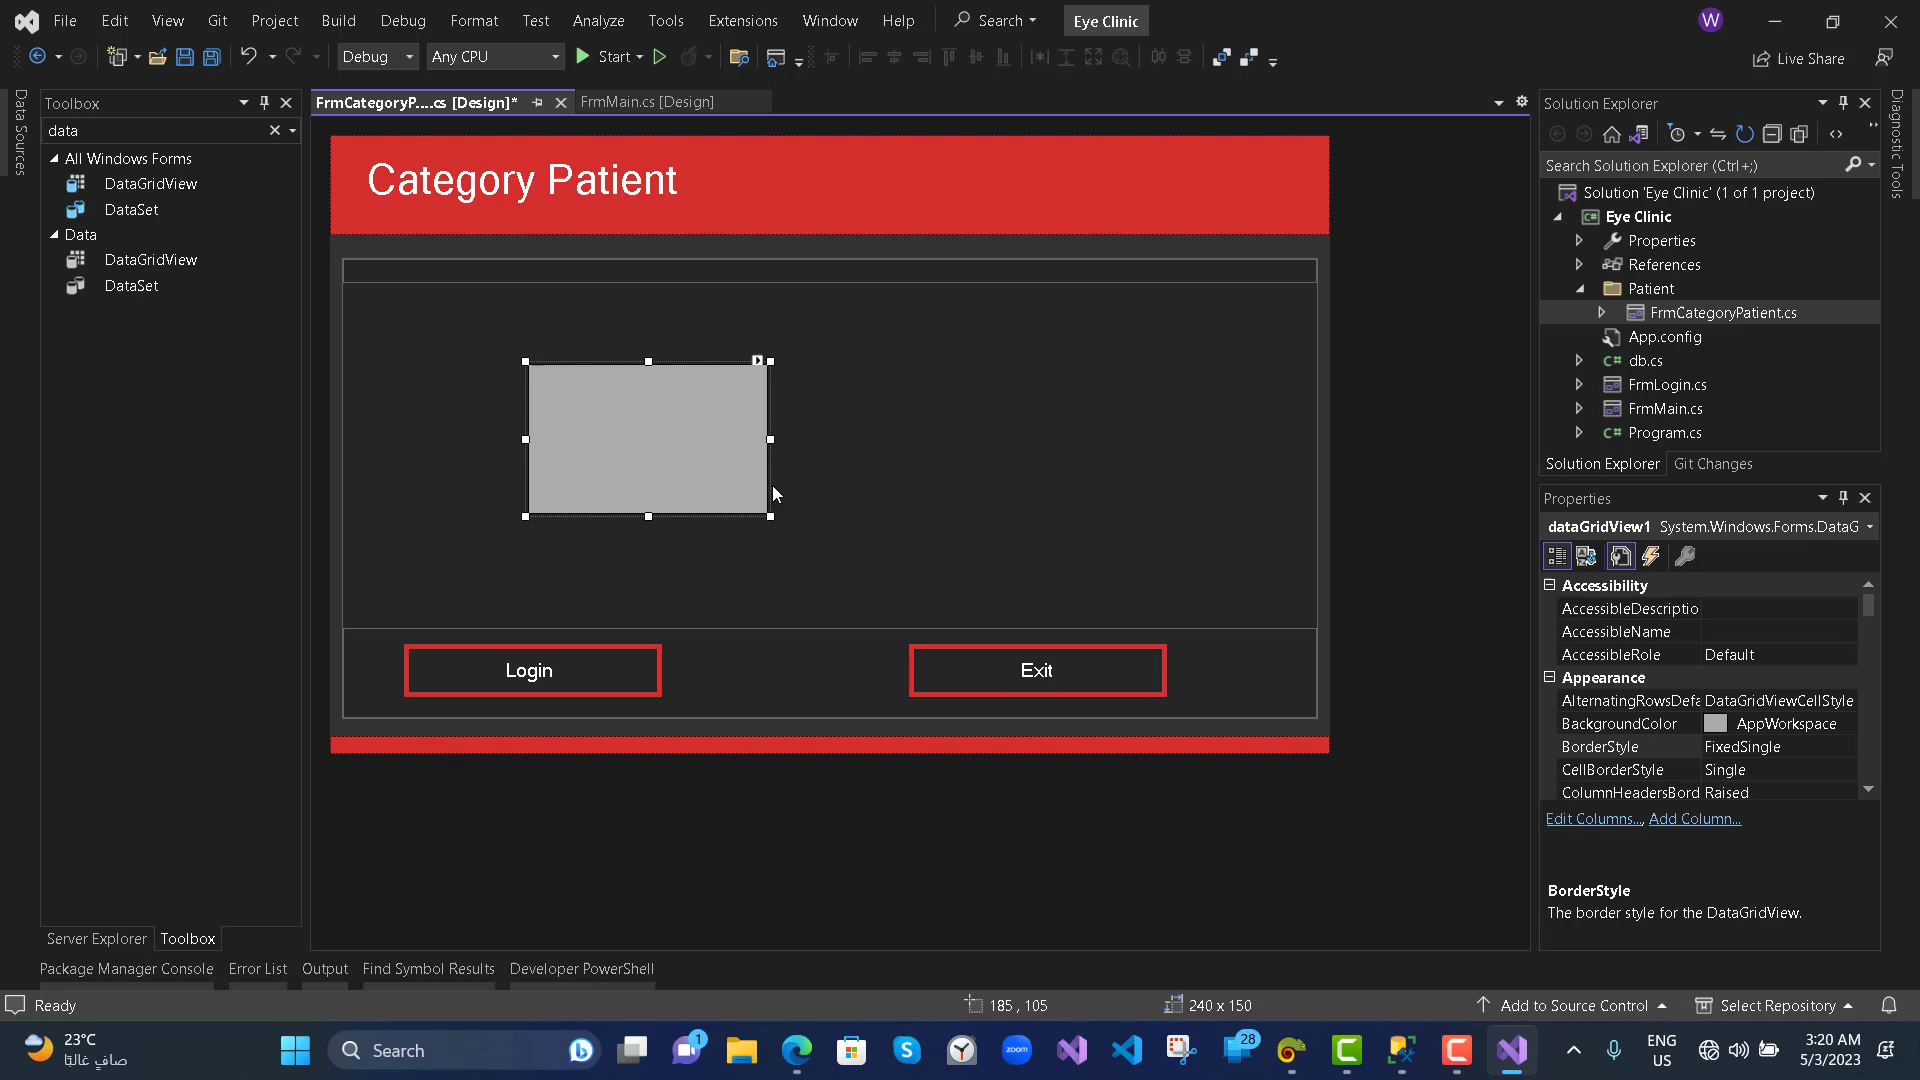 File Edit View Git Project Build Debug Format Test Analyze Tools Extensions Window Help Search Eye Clinic W
Debug Any CPU Start Live Share
Data Sources
Toolbox
data
All Windows Forms
DataGridView
DataSet
Data
DataGridView
DataSet
Server Explorer Toolbox
FrmCategoryP....cs [Design]* FrmMain.cs [Design]
Category Patient
Login Exit
Solution Explorer
Search Solution Explorer (Ctrl+;)
Solution 'Eye Clinic' (1 of 1 project)
Eye Clinic
Properties
References
Patient
FrmCategoryPatient.cs
App.config
C# db.cs
FrmLogin.cs
FrmMain.cs
C# Program.cs
Solution Explorer Git Changes
Properties
dataGridView1 System.Windows.Forms.DataG
Accessibility
AccessibleDescriptio
AccessibleName
AccessibleRole Default
Appearance
AlternatingRowsDefa DataGridViewCellStyle
BackgroundColor AppWorkspace
BorderStyle FixedSingle
CellBorderStyle Single
ColumnHeadersBord Raised
Edit Columns..., Add Column...
BorderStyle
The border style for the DataGridView.
Diagnostic Tools
Package Manager Console Error List Output Find Symbol Results Developer PowerShell
Ready 185 , 105 240 x 150 Add to Source Control Select Repository
23°C
صافٍ غالبًا
Search 1 zoom 28
ENG
US
3:20 AM
5/3/2023